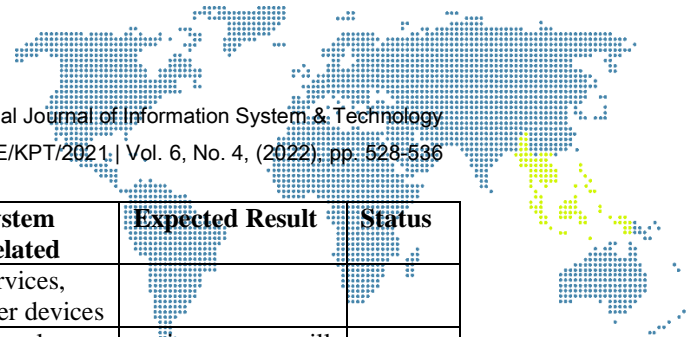 al Journal of Information System & Technology
E/KPT/2021 | Vol. 6, No. 4, (2022), pp. 528-536
ystem Expected Result Status
elated
rvices,
er devices